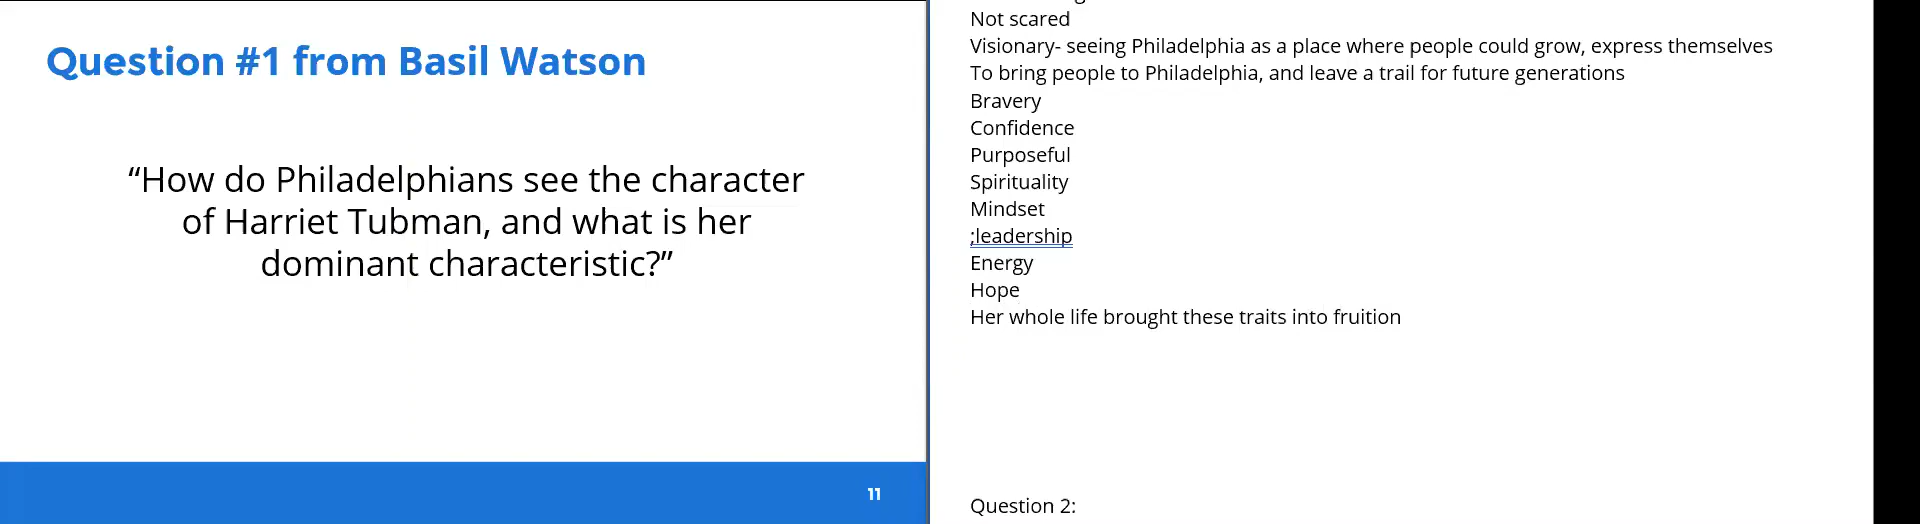 Question #1 from Basil Watson
“How do Philadelphians see the character
of Harriet Tubman, and what is her
dominant characteristic?”
11
Not scared
Visionary- seeing Philadelphia as a place where people could grow, express themselves
To bring people to Philadelphia, and leave a trail for future generations
Bravery
Confidence
Purposeful
Spirituality
Mindset
;leadership
Energy
Hope
Her whole life brought these traits into fruition
Question 2: